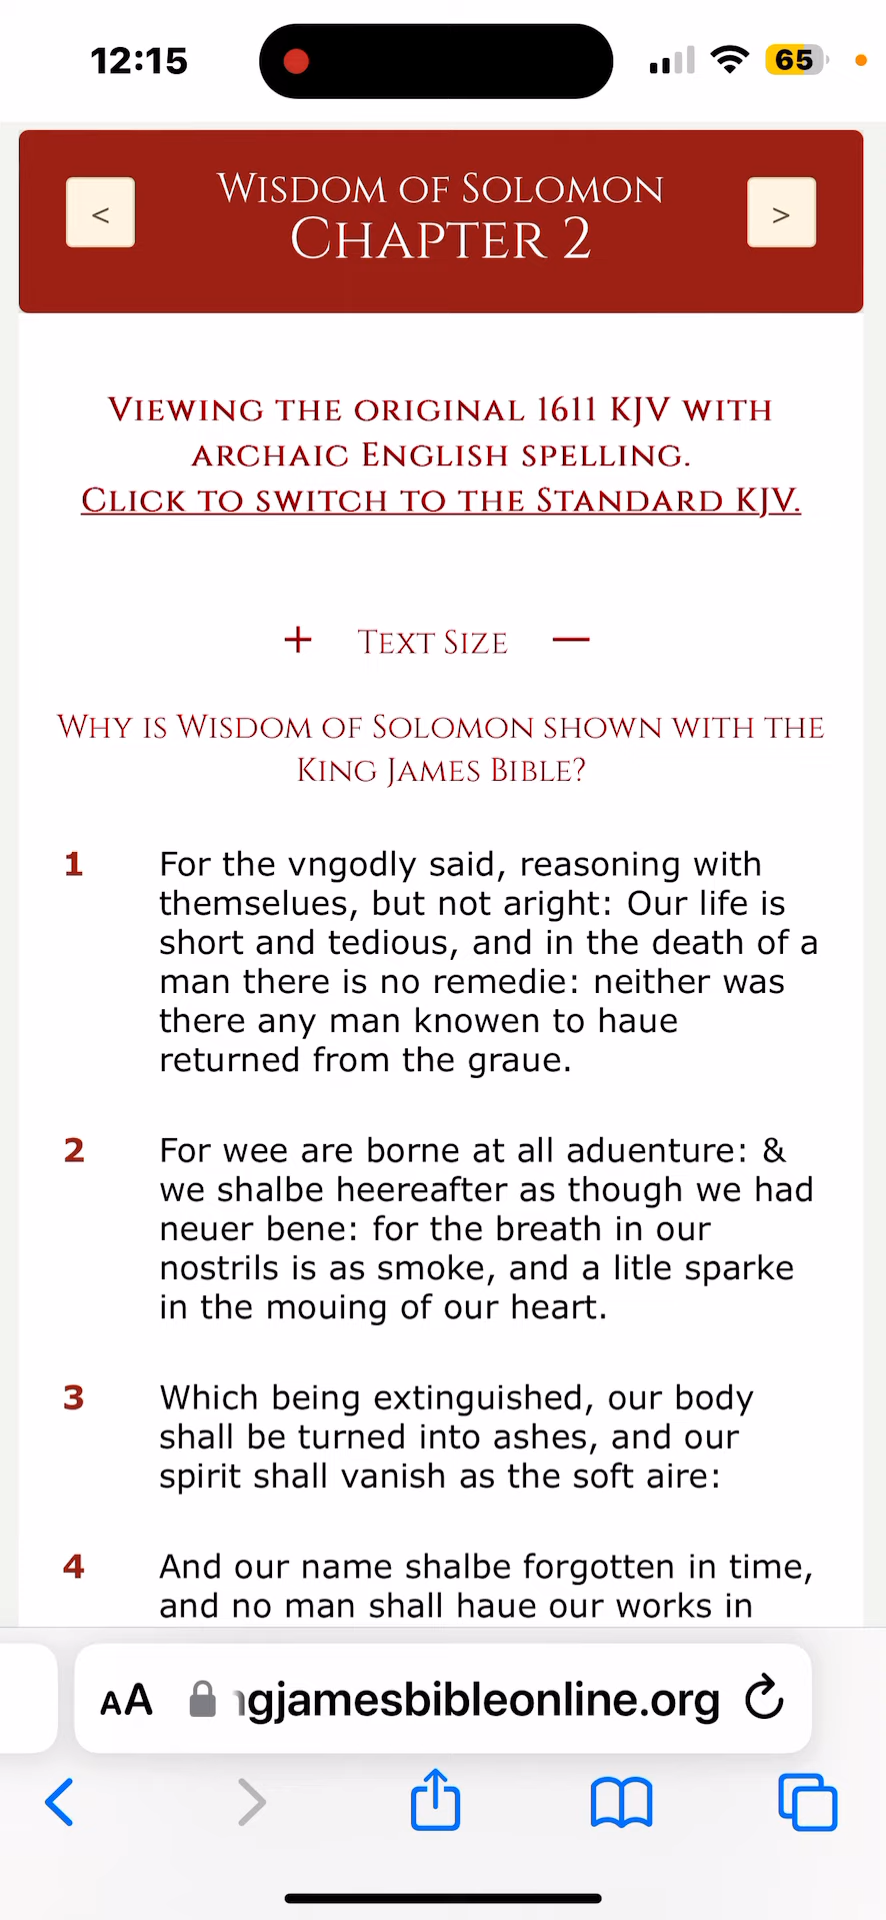 12:15
65
<
Wisdom of Solomon
Chapter 2
>
Viewing the original 1611 KJV with
archaic English spelling.
Click to switch to the Standard KJV.
+ Text Size —
Why is Wisdom of Solomon shown with the
King James Bible?
1 For the vngodly said, reasoning with
themselues, but not aright: Our life is
short and tedious, and in the death of a
man there is no remedie: neither was
there any man knowen to haue
returned from the graue.
2 For wee are borne at all aduenture: &
we shalbe heereafter as though we had
neuer bene: for the breath in our
nostrils is as smoke, and a litle sparke
in the mouing of our heart.
3 Which being extinguished, our body
shall be turned into ashes, and our
spirit shall vanish as the soft aire:
4 And our name shalbe forgotten in time,
and no man shall haue our works in
AA ngjamesbibleonline.org